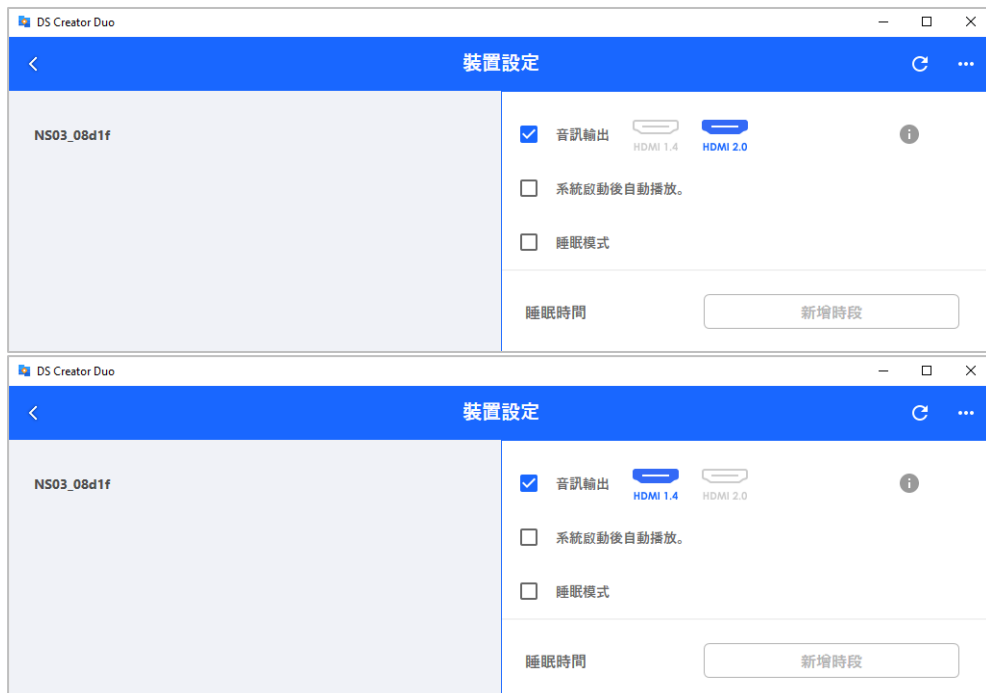 DS Creator Duo
裝置設定
NS03_08d1f
音訊輸出
HDMI 1.4
HDMI 2.0
系統啟動後自動播放。
睡眠模式
睡眠時間
新增時段
DS Creator Duo
裝置設定
NS03_08d1f
音訊輸出
HDMI 1.4
HDMI 2.0
系統啟動後自動播放。
睡眠模式
睡眠時間
新增時段